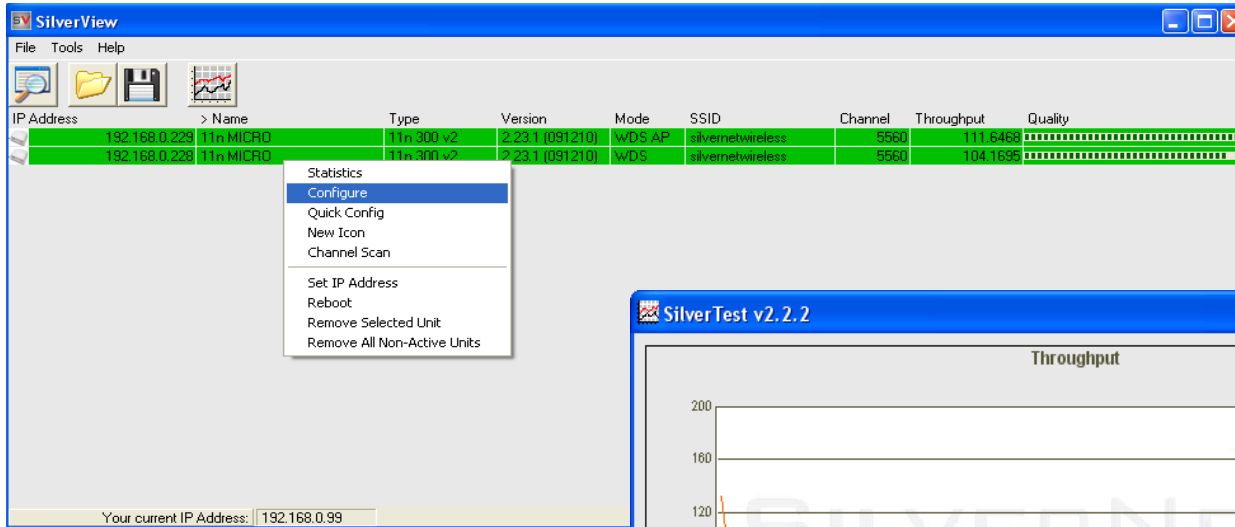 SV SilverView
File Tools Help
IP Address > Name Type Version Mode SSID Channel Throughput Quality
192.168.0.229 11n MICRO 11n 300 v2 2.23.1 (091210) WDS AP silvernetwireless 5560 111.6468
192.168.0.228 11n MICRO 11n 300 v2 2.23.1 (091210) WDS silvernetwireless 5560 104.1695
Statistics
Configure
Quick Config
New Icon
Channel Scan
Set IP Address
Reboot
Remove Selected Unit
Remove All Non-Active Units
SilverTest v2.2.2
Throughput
200
160
120
SILVERNE
Your current IP Address: 192.168.0.99